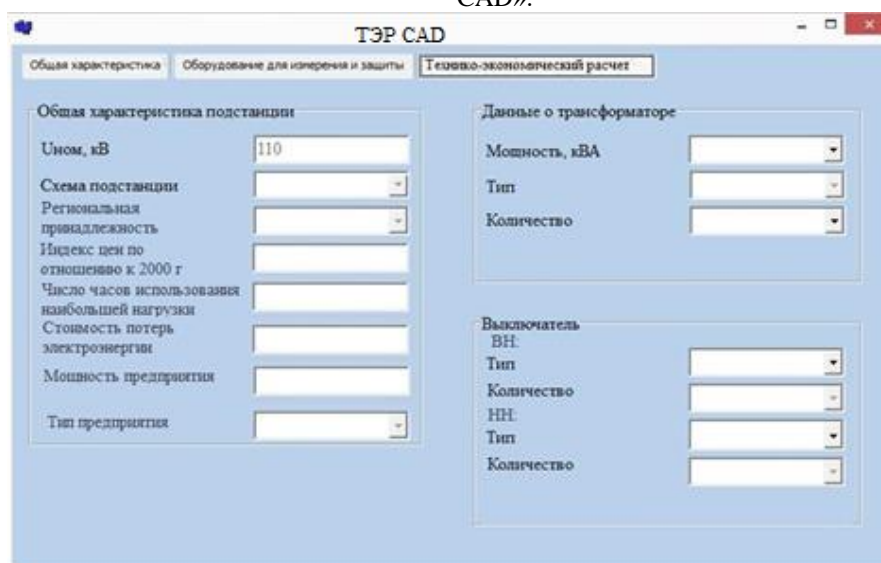 CAD».
ТЭР CAD
Общая характеристика
Оборудование для измерения и защиты
Технико-экономический расчет
Общая характеристика подстанции
Uном, кВ
110
Схема подстанции
Региональная
принадлежность
Индекс цен по
отношению к 2000 г
Число часов использования
наибольшей нагрузки
Стоимость потерь
электроэнергии
Мощность предприятия
Тип предприятия
Данные о трансформаторе
Мощность, кВА
Тип
Количество
Выключатель
ВН:
Тип
Количество
НН:
Тип
Количество